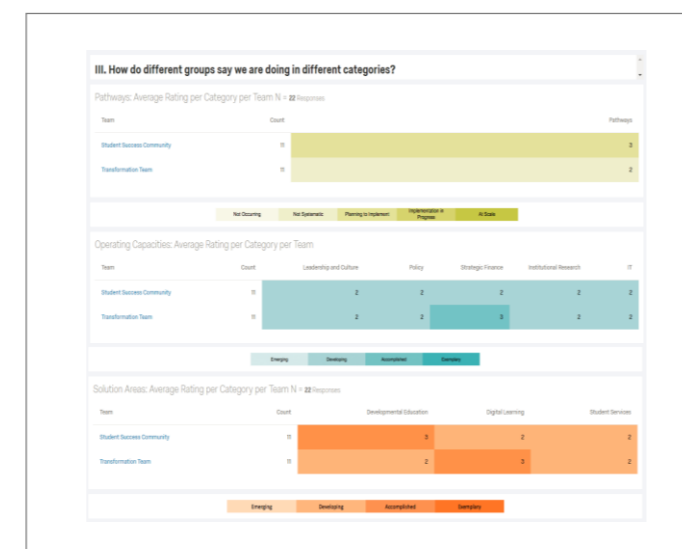 III. How do different groups say we are doing in different categories?
Pathways: Average Rating per Category per Team N = 22 Responses
Team Count Pathways
Student Success Community 11 3
Transformation Team 11 2
Not Occuring Not Systematic Planning to Implement Implementation in Progress At Scale
Operating Capacities: Average Rating per Category per Team
Team Count Leadership and Culture Policy Strategic Finance Institutional Research IT
Student Success Community 11 2 2 2 2 2
Transformation Team 11 2 2 3 2 2
Emerging Developing Accomplished Exemplary
Solution Areas: Average Rating per Category per Team N = 22 Responses
Team Count Developmental Education Digital Learning Student Services
Student Success Community 11 3 2 2
Transformation Team 11 2 3 2
Emerging Developing Accomplished Exemplary